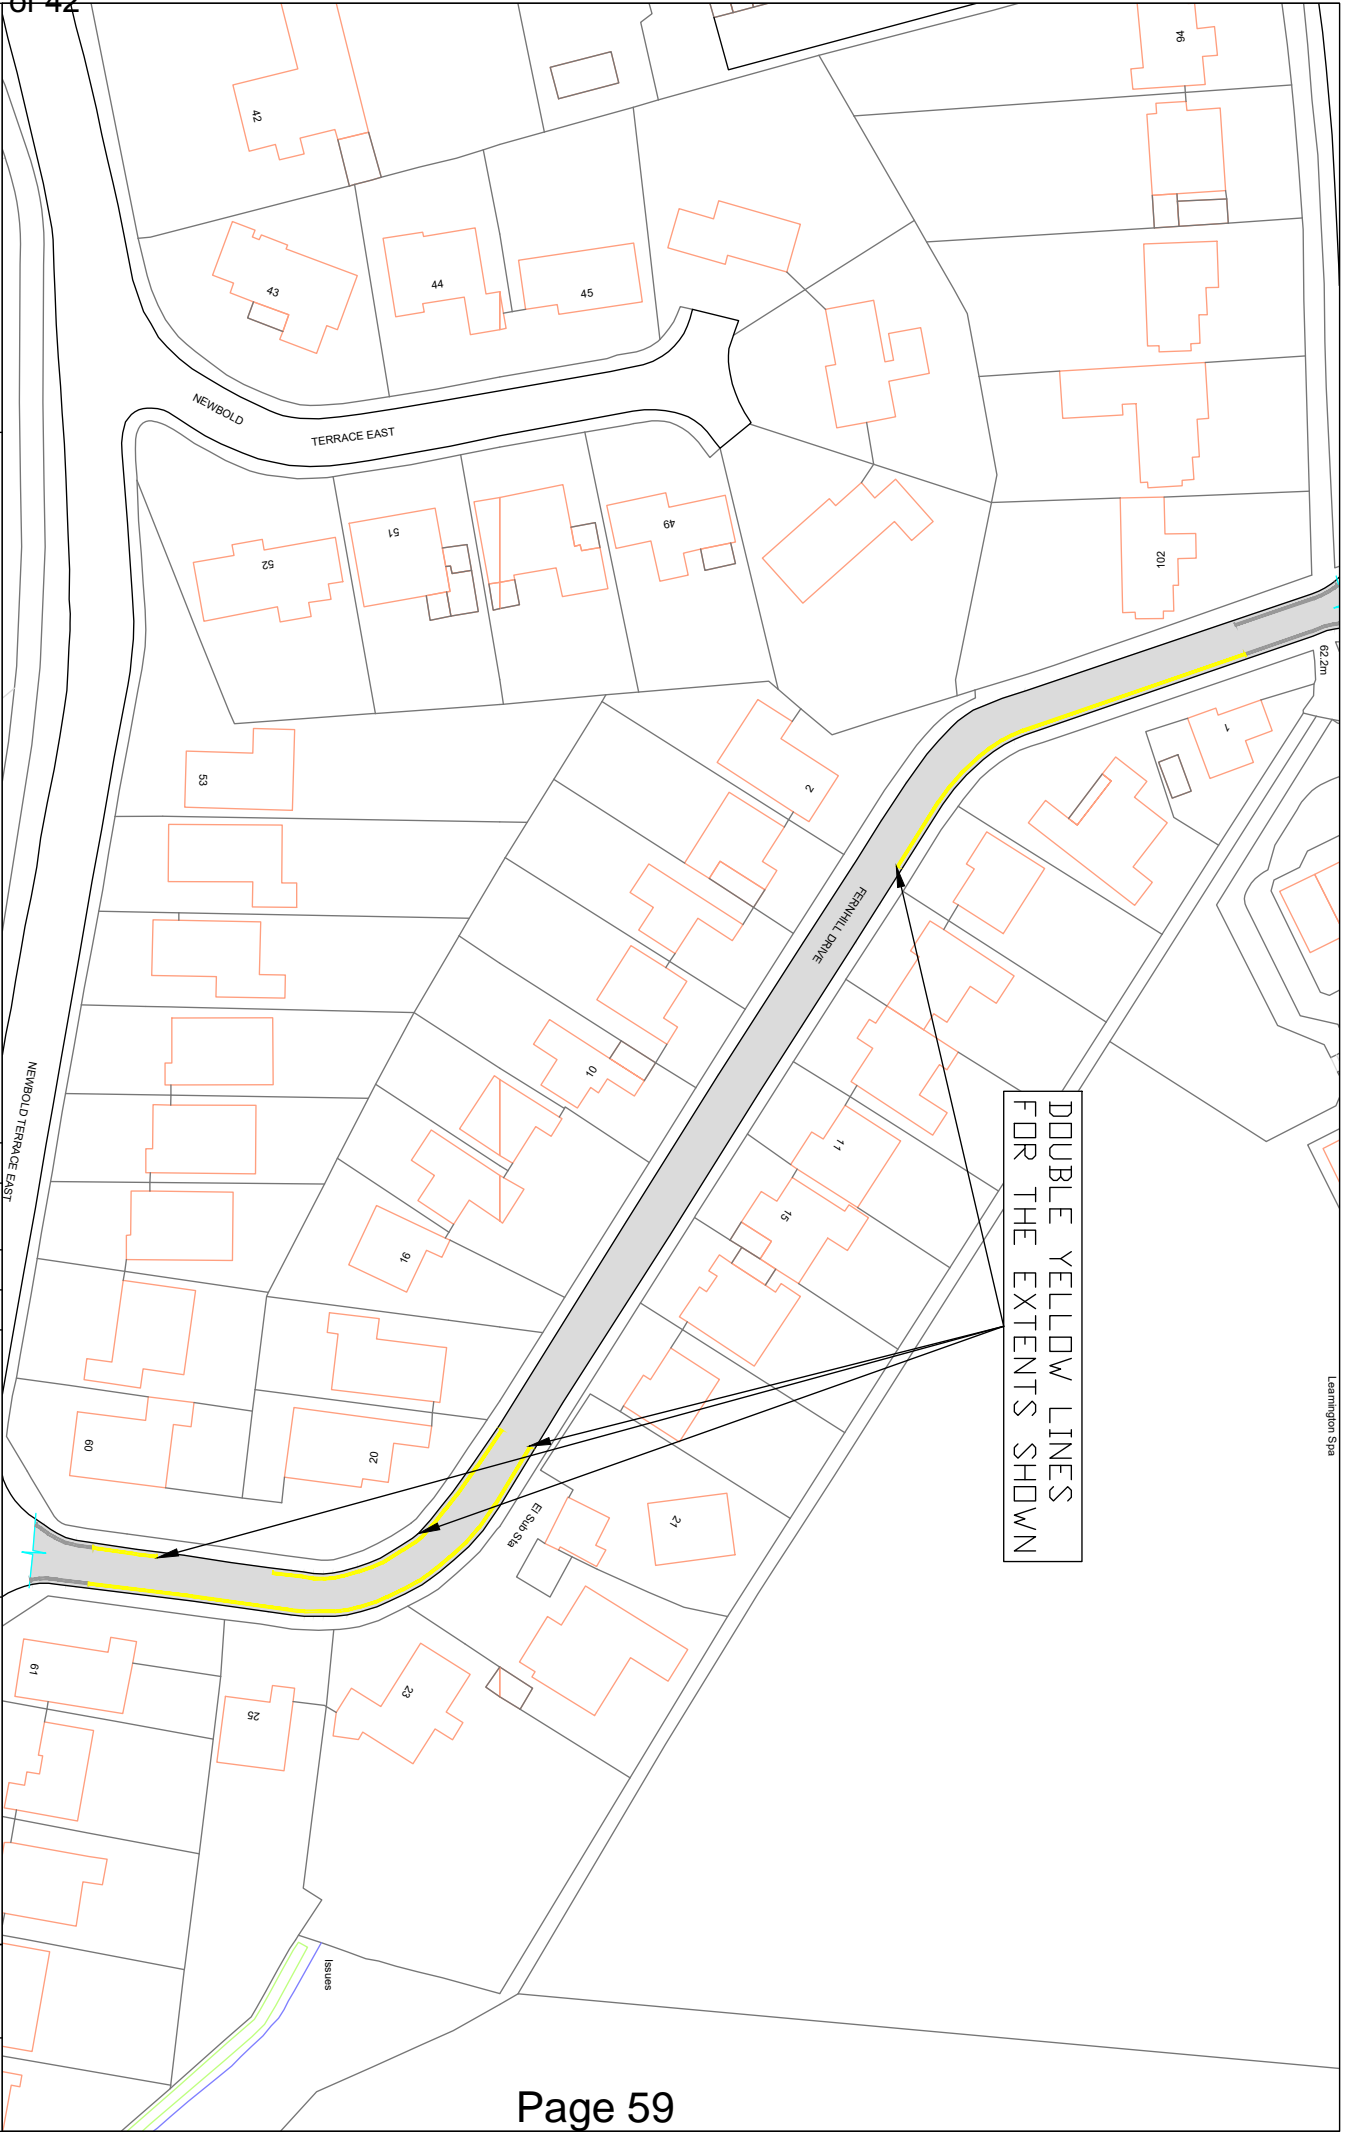 of 42
94
42
43
44
45
NEWBOLD
TERRACE EAST
52
51
49
102
62.2m
1
2
53
FERNHILL DRIVE
10
11
15
16
NEWBOLD TERRACE EAST
DOUBLE YELLOW LINES
FOR THE EXTENTS SHOWN
Leamington Spa
60
20
21
El Sub Sta
61
25
23
Issues
Page 59